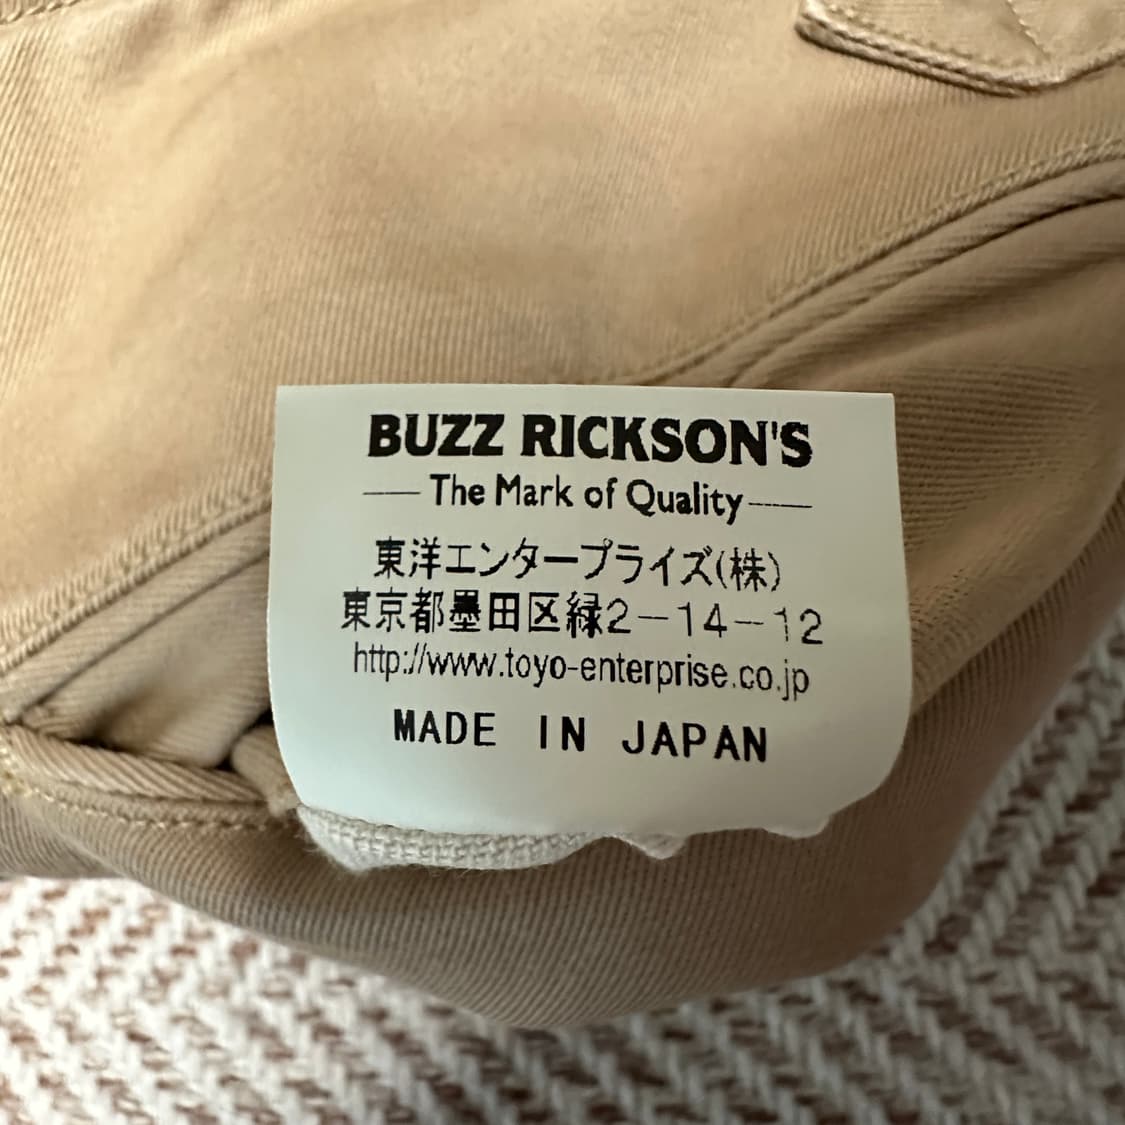 BUZZ RICKSON'S
The Mark of Quality
東洋エンタープライズ(株)
東京都墨田区緑2-14-12
http://www.toyo-enterprise.co.jp
MADE IN JAPAN